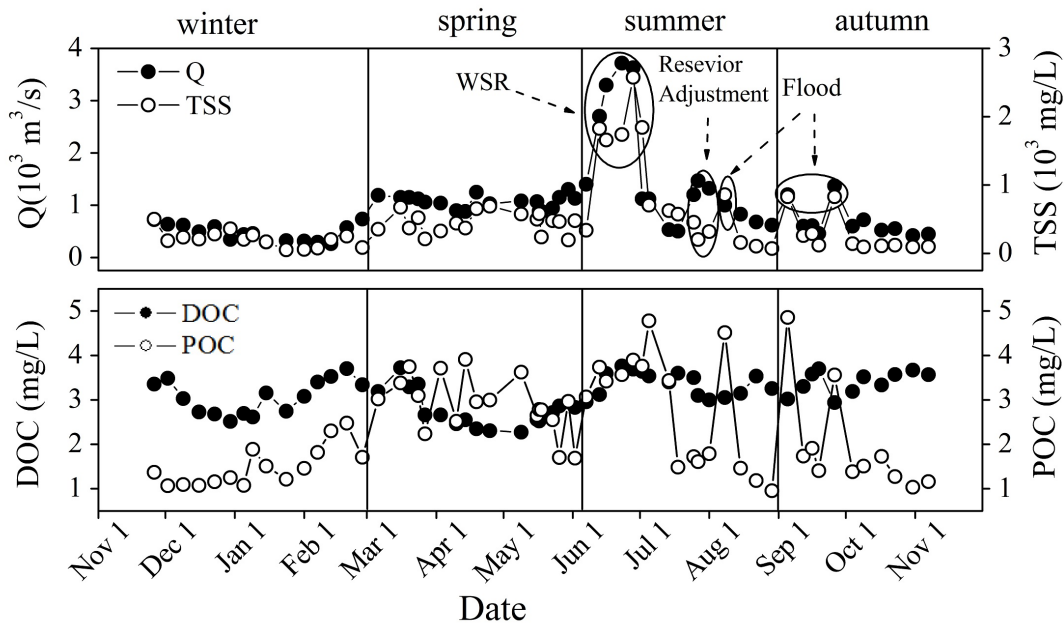 winter spring summer autumn
4
3
2
1
0
Q(10³ m³/s)
Q
TSS
WSR
Resevior
Adjustment
Flood
3
2
1
0
TSS (10³ mg/L)
5
4
3
2
1
DOC (mg/L)
DOC
POC
5
4
3
2
1
POC (mg/L)
Nov 1 Dec 1 Jan 1 Feb 1 Mar 1 Apr 1 May 1 Jun 1 Jul 1 Aug 1 Sep 1 Oct 1 Nov 1
Date